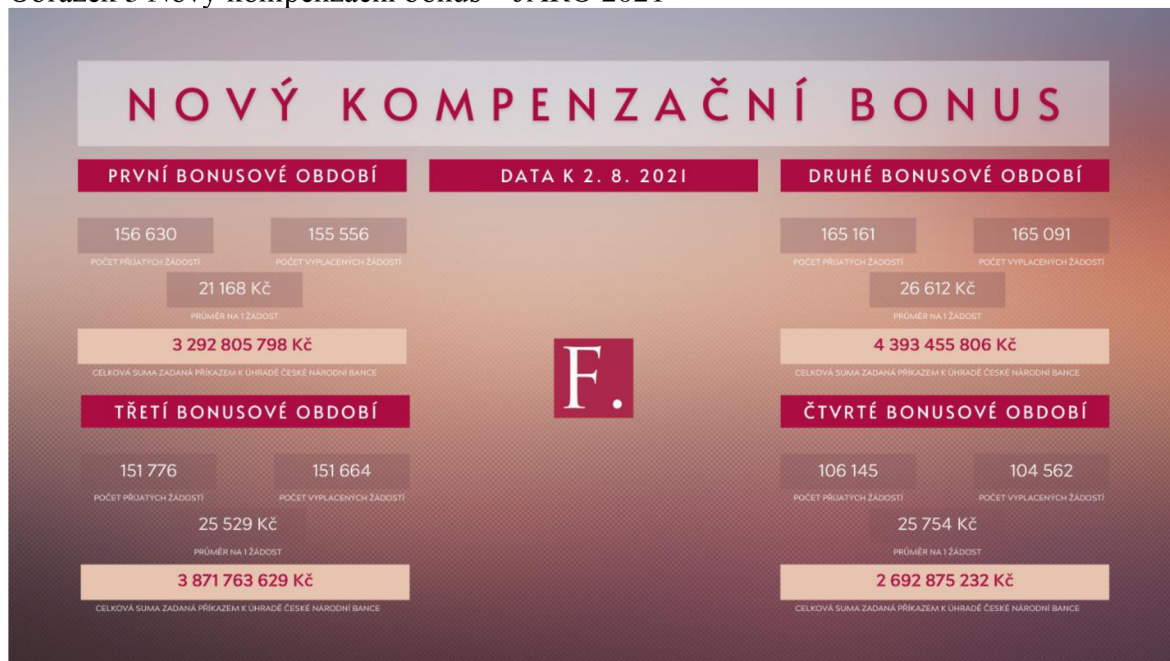 NOVÝ KOMPENZAČNÍ BONUS
PRVNÍ BONUSOVÉ OBDOBÍ
DATA K 2. 8. 2021
DRUHÉ BONUSOVÉ OBDOBÍ
156 630
155 556
POČET PŘIJATÝCH ŽÁDOSTÍ
POČET VYPLACENÝCH ŽÁDOSTÍ
21 168 Kč
PRŮMĚR NA 1 ŽÁDOST
3 292 805 798 Kč
CELKOVÁ SUMA ZADANÁ PŘÍKAZEM K ÚHRADĚ ČESKÉ NÁRODNÍ BANCE
165 161
165 091
POČET PŘIJATÝCH ŽÁDOSTÍ
POČET VYPLACENÝCH ŽÁDOSTÍ
26 612 Kč
PRŮMĚR NA 1 ŽÁDOST
4 393 455 806 Kč
CELKOVÁ SUMA ZADANÁ PŘÍKAZEM K ÚHRADĚ ČESKÉ NÁRODNÍ BANCE
F.
TŘETÍ BONUSOVÉ OBDOBÍ
151 776
151 664
POČET PŘIJATÝCH ŽÁDOSTÍ
POČET VYPLACENÝCH ŽÁDOSTÍ
25 529 Kč
PRŮMĚR NA 1 ŽÁDOST
3 871 763 629 Kč
CELKOVÁ SUMA ZADANÁ PŘÍKAZEM K ÚHRADĚ ČESKÉ NÁRODNÍ BANCE
ČTVRTÉ BONUSOVÉ OBDOBÍ
106 145
104 562
POČET PŘIJATÝCH ŽÁDOSTÍ
POČET VYPLACENÝCH ŽÁDOSTÍ
25 754 Kč
PRŮMĚR NA 1 ŽÁDOST
2 692 875 232 Kč
CELKOVÁ SUMA ZADANÁ PŘÍKAZEM K ÚHRADĚ ČESKÉ NÁRODNÍ BANCE